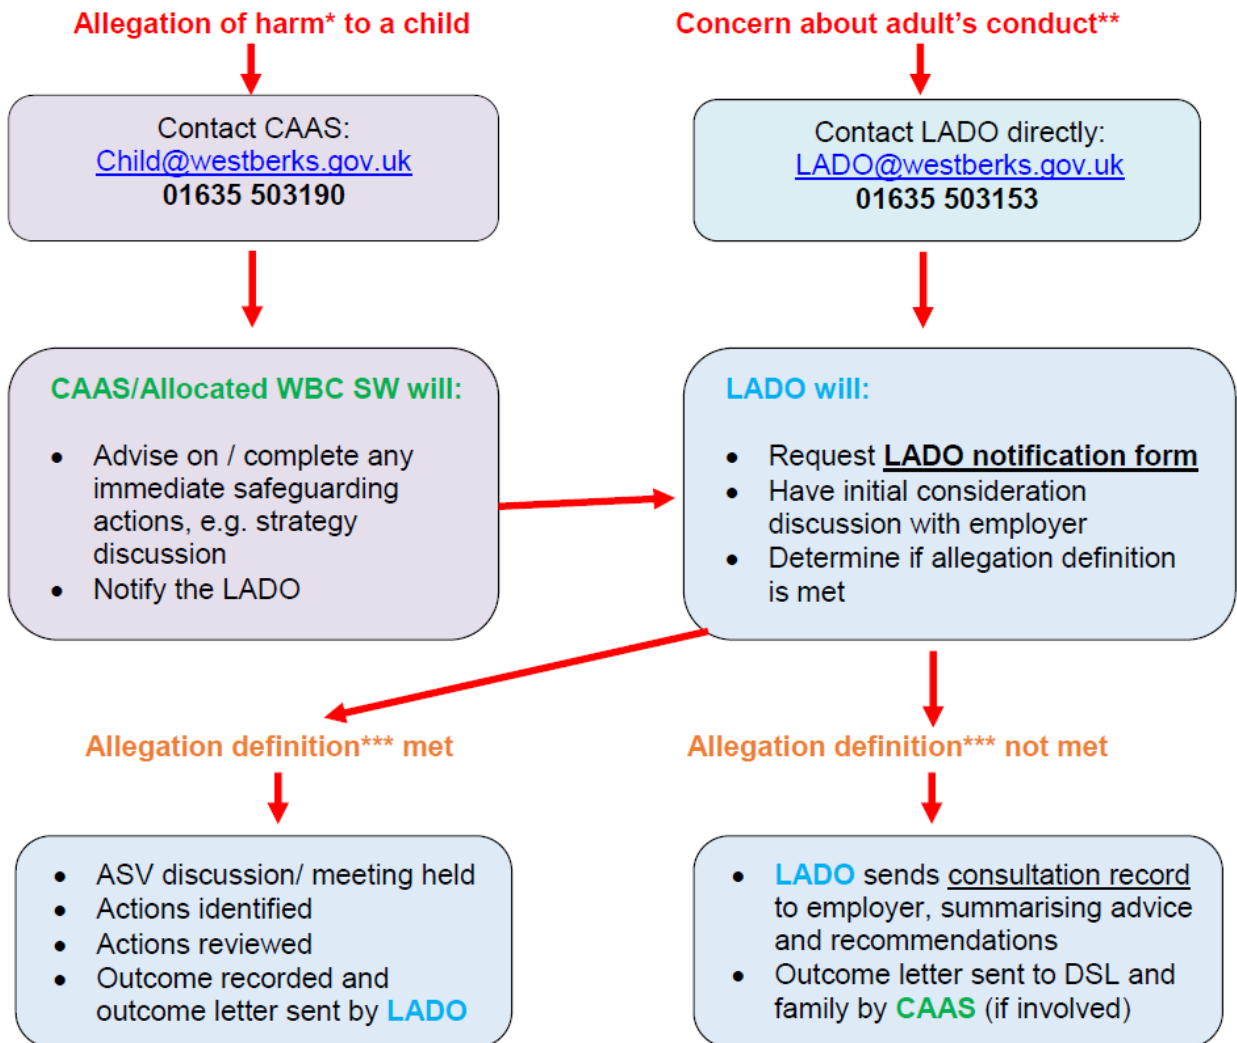 Allegation of harm* to a child
Concern about adult's conduct**
Contact CAAS:
Child@westberks.gov.uk
01635 503190
Contact LADO directly:
LADO@westberks.gov.uk
01635 503153
CAAS/Allocated WBC SW will:
• Advise on / complete any
immediate safeguarding
actions, e.g. strategy
discussion
• Notify the LADO
LADO will:
• Request LADO notification form
• Have initial consideration
discussion with employer
• Determine if allegation definition
is met
Allegation definition*** met
Allegation definition*** not met
• ASV discussion/ meeting held
• Actions identified
• Actions reviewed
• Outcome recorded and
outcome letter sent by LADO
• LADO sends consultation record
to employer, summarising advice
and recommendations
• Outcome letter sent to DSL and
family by CAAS (if involved)